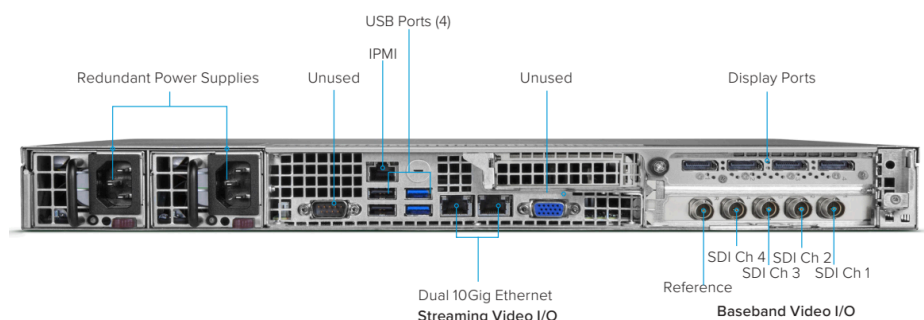 USB Ports (4)
IPMI
Redundant Power Supplies
Unused
Unused
Display Ports
SDI Ch 4
SDI Ch 2
SDI Ch 3
SDI Ch 1
Reference
Dual 10Gig Ethernet
Streaming Video I/O
Baseband Video I/O